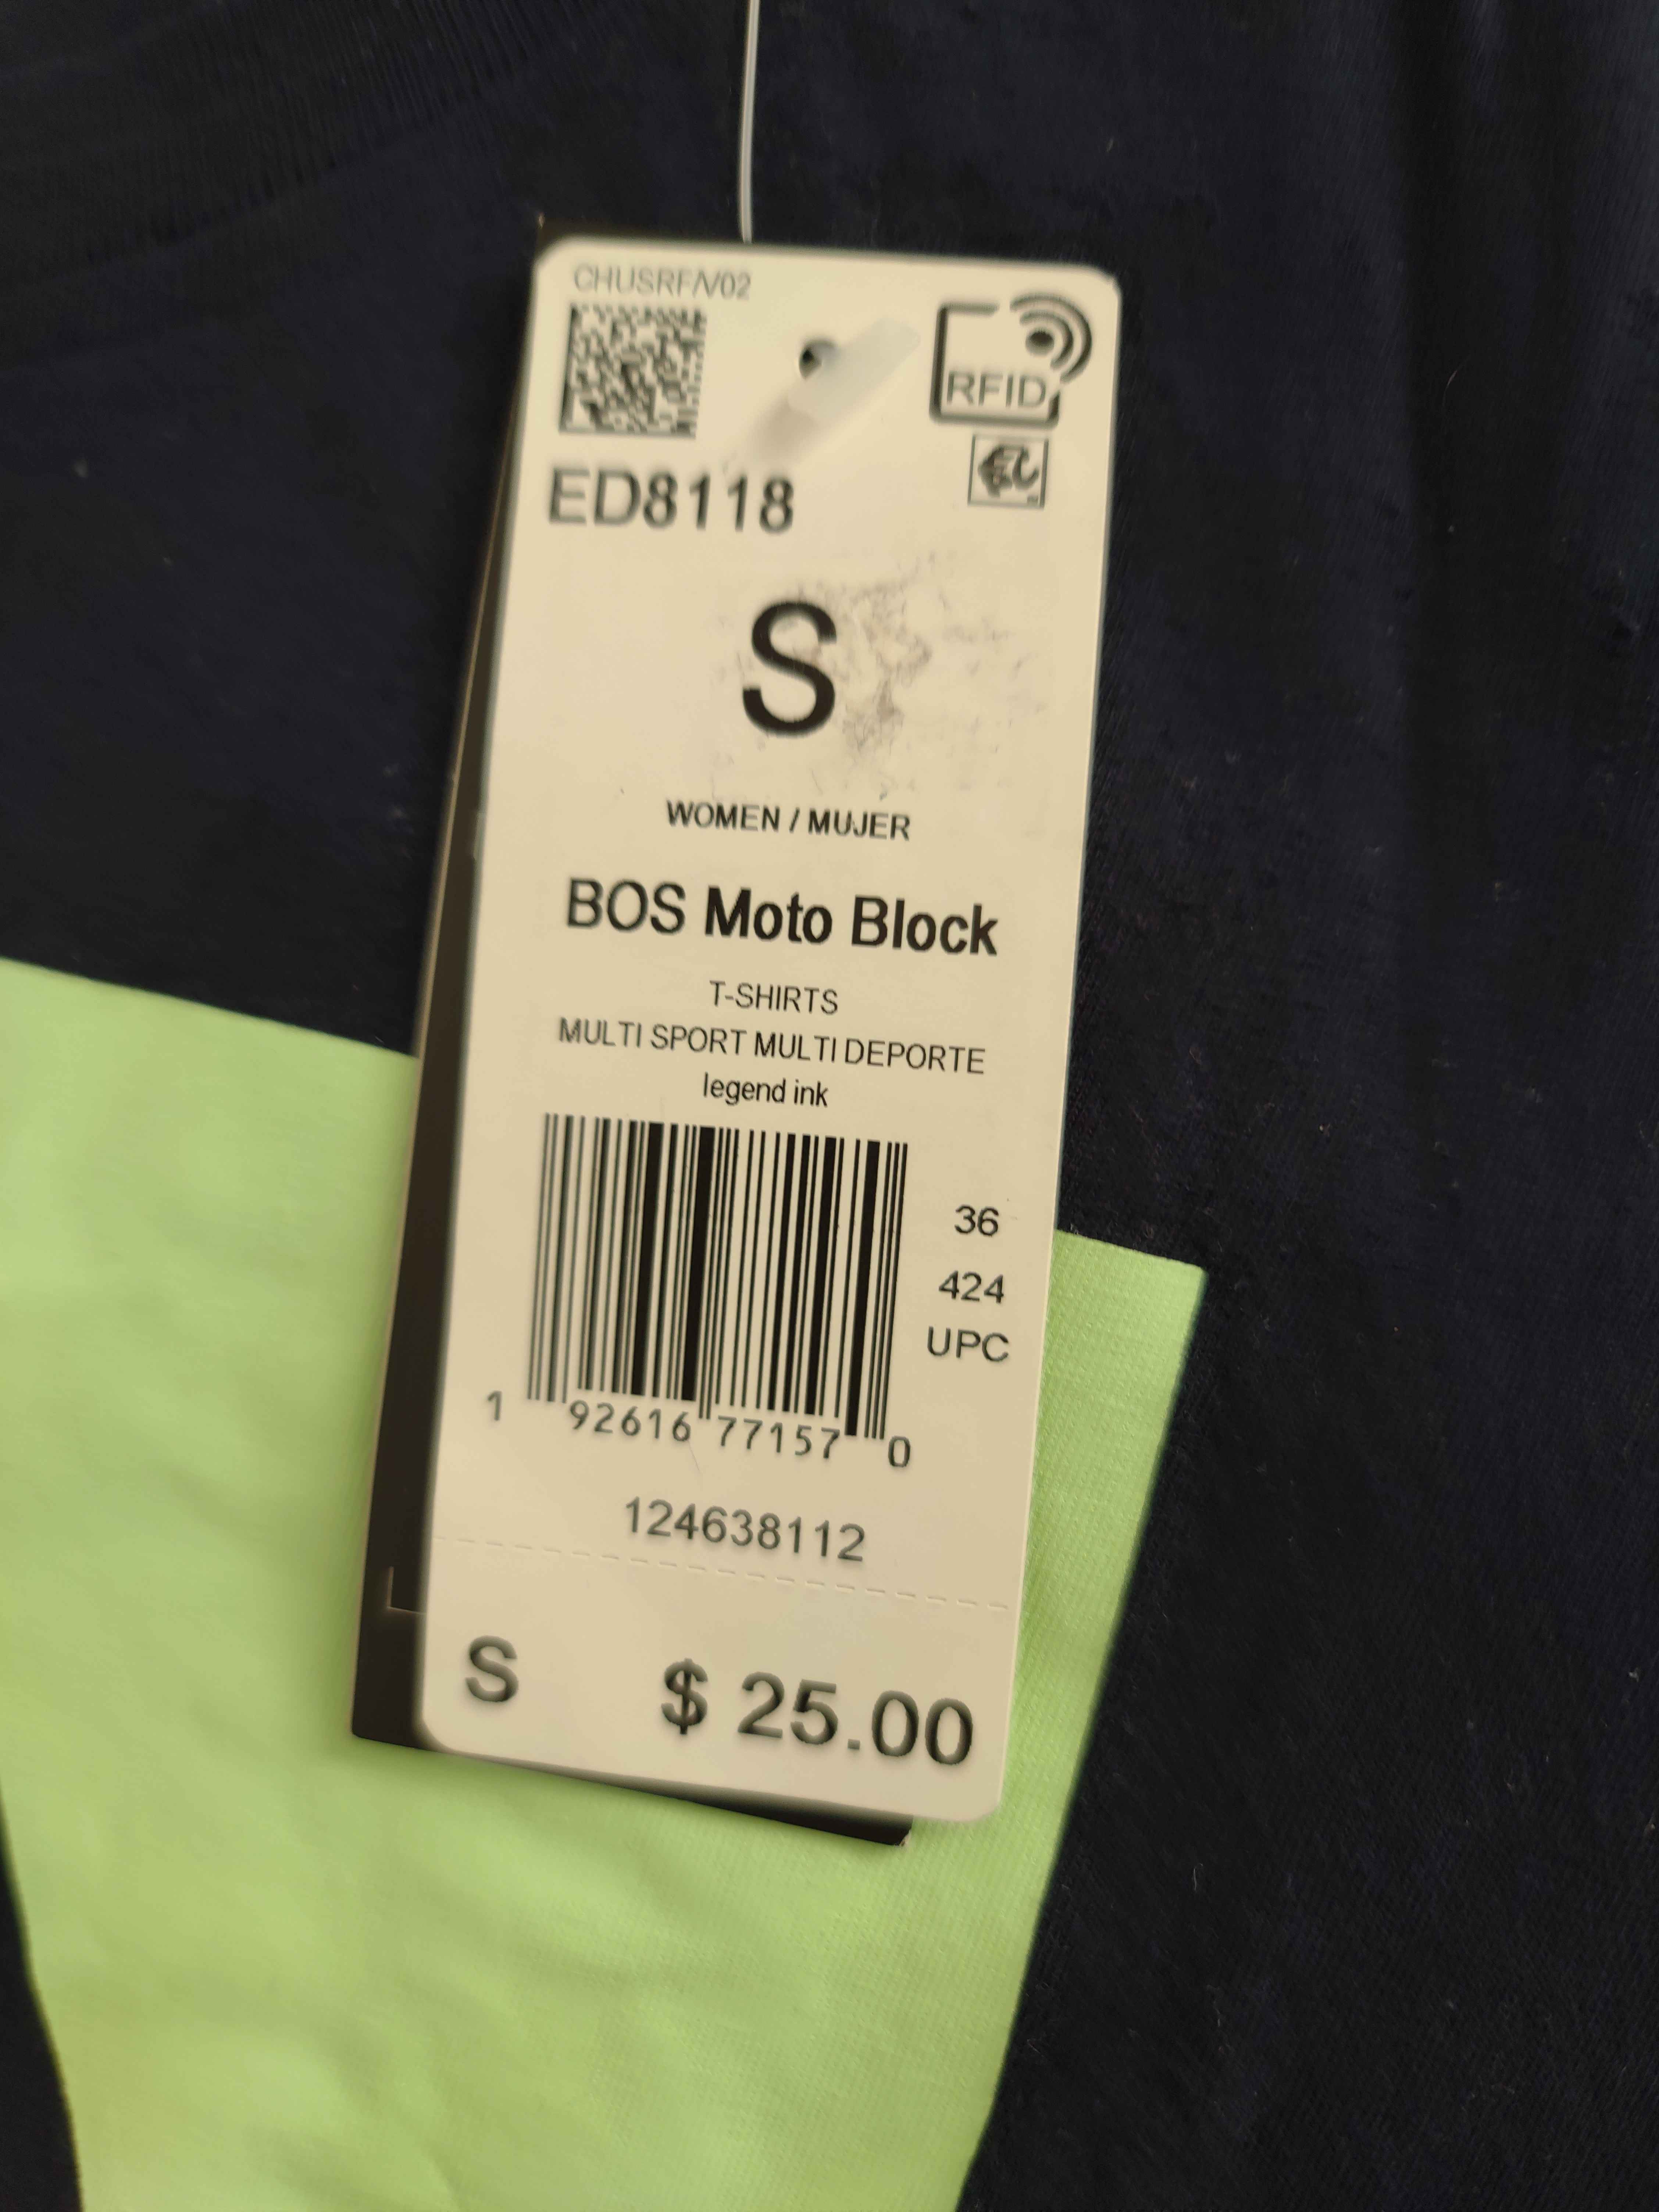 CHUSRF/V02
RFID
ED8118
S
WOMEN / MUJER
BOS Moto Block
T-SHIRTS
MULTI SPORT MULTI DEPORTE
legend ink
36
424
UPC
1 92616 77157 0
124638112
S $ 25.00